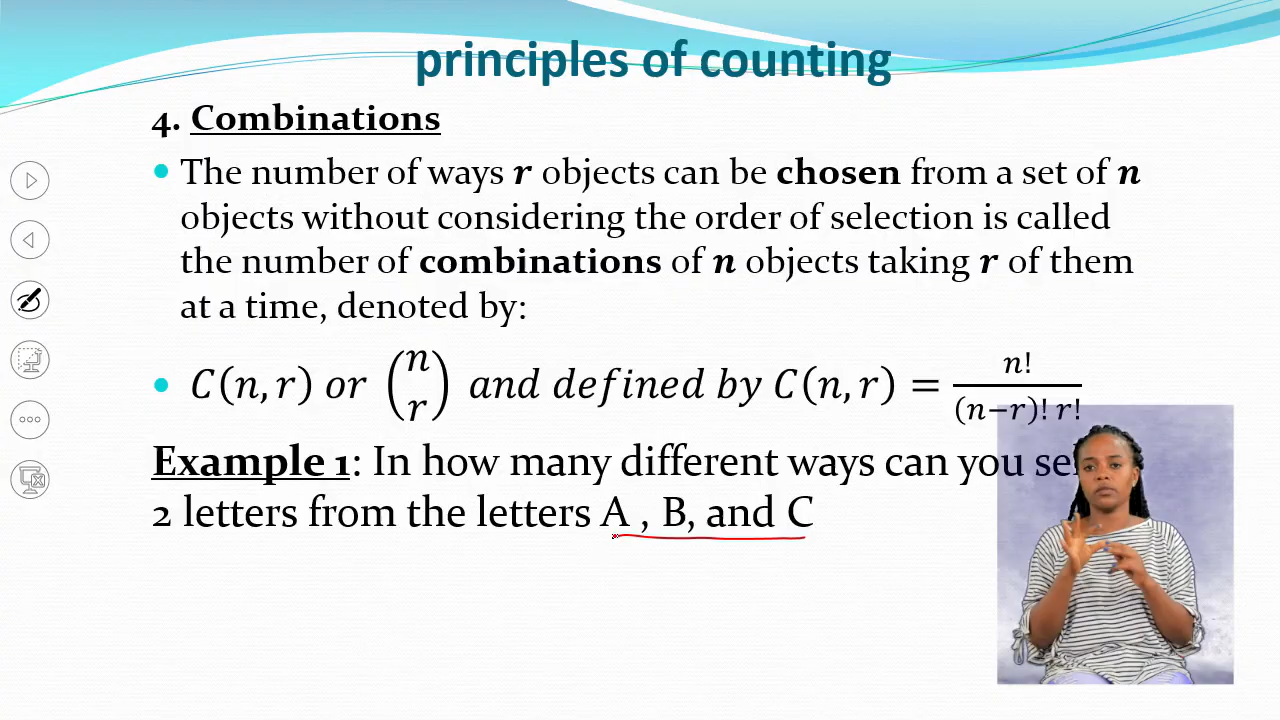 principles of counting
4. Combinations
• The number of ways r objects can be chosen from a set of n
objects without considering the order of selection is called
the number of combinations of n objects taking r of them
at a time, denoted by:
• C(n, r) or (n r) and defined by C(n, r) = n! / (n−r)! r!
Example 1: In how many different ways can you se
2 letters from the letters A , B, and C